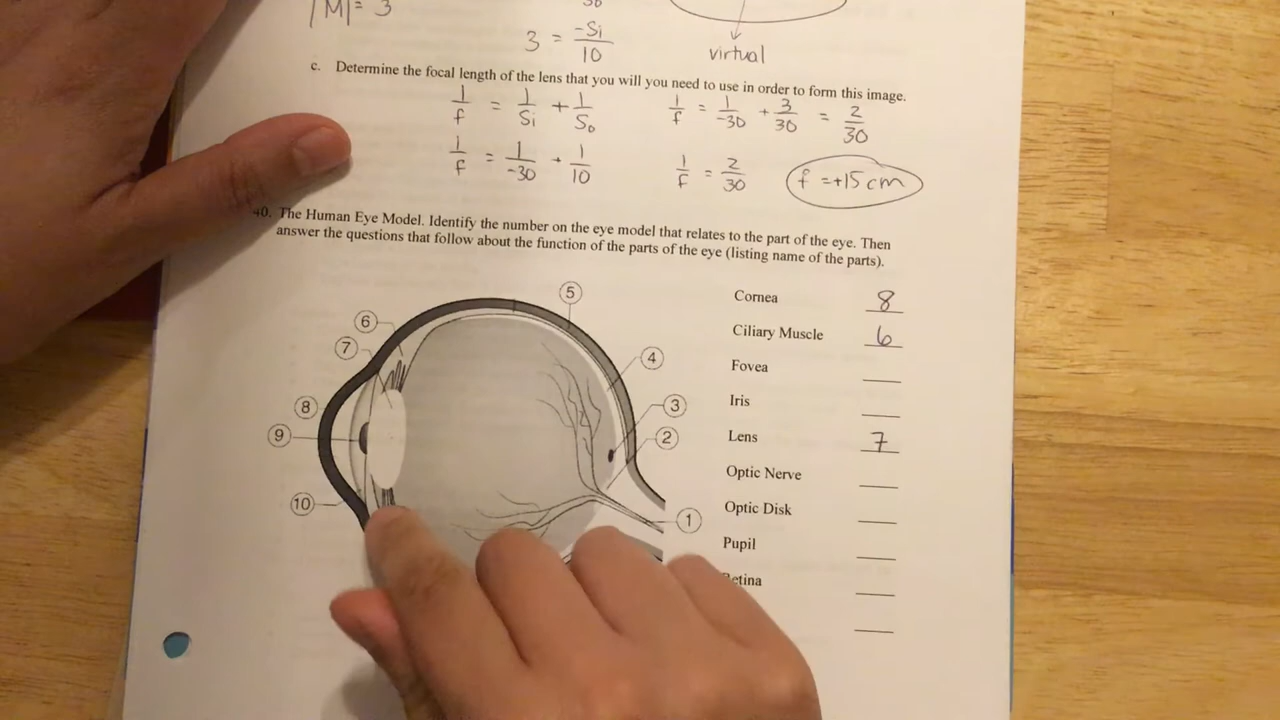 |M| = 3
3 = -Si/10
virtual
c. Determine the focal length of the lens that you will you need to use in order to form this image.
1/f = 1/Si + 1/So
1/f = 1/-30 + 3/30 = 2/30
1/f = 1/-30 + 1/10
1/f = 2/30
f = +15 cm
40. The Human Eye Model. Identify the number on the eye model that relates to the part of the eye. Then
answer the questions that follow about the function of the parts of the eye (listing name of the parts).
5
6
7
4
8
3
9
2
10
1
Cornea 8
Ciliary Muscle 6
Fovea
Iris
Lens 7
Optic Nerve
Optic Disk
Pupil
etina